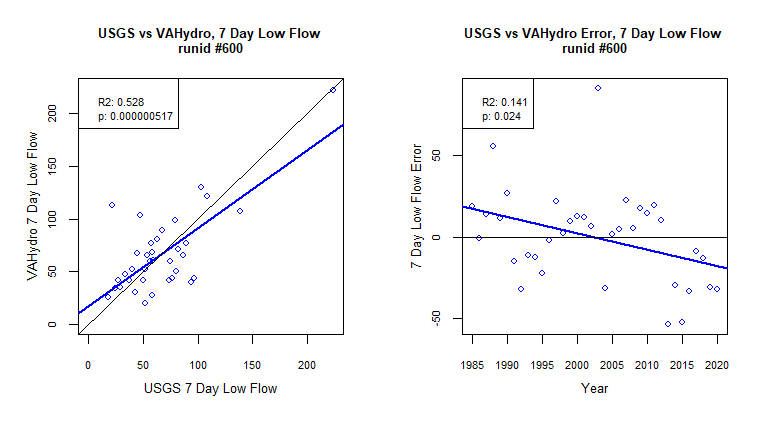 USGS vs VAHydro, 7 Day Low Flow
runid #600
R2: 0.528
p: 0.000000517
VAHydro 7 Day Low Flow
0
50
100
150
200
0
50
100
150
200
USGS 7 Day Low Flow
USGS vs VAHydro Error, 7 Day Low Flow
runid #600
R2: 0.141
p: 0.024
7 Day Low Flow Error
-50
0
50
1985
1990
1995
2000
2005
2010
2015
2020
Year